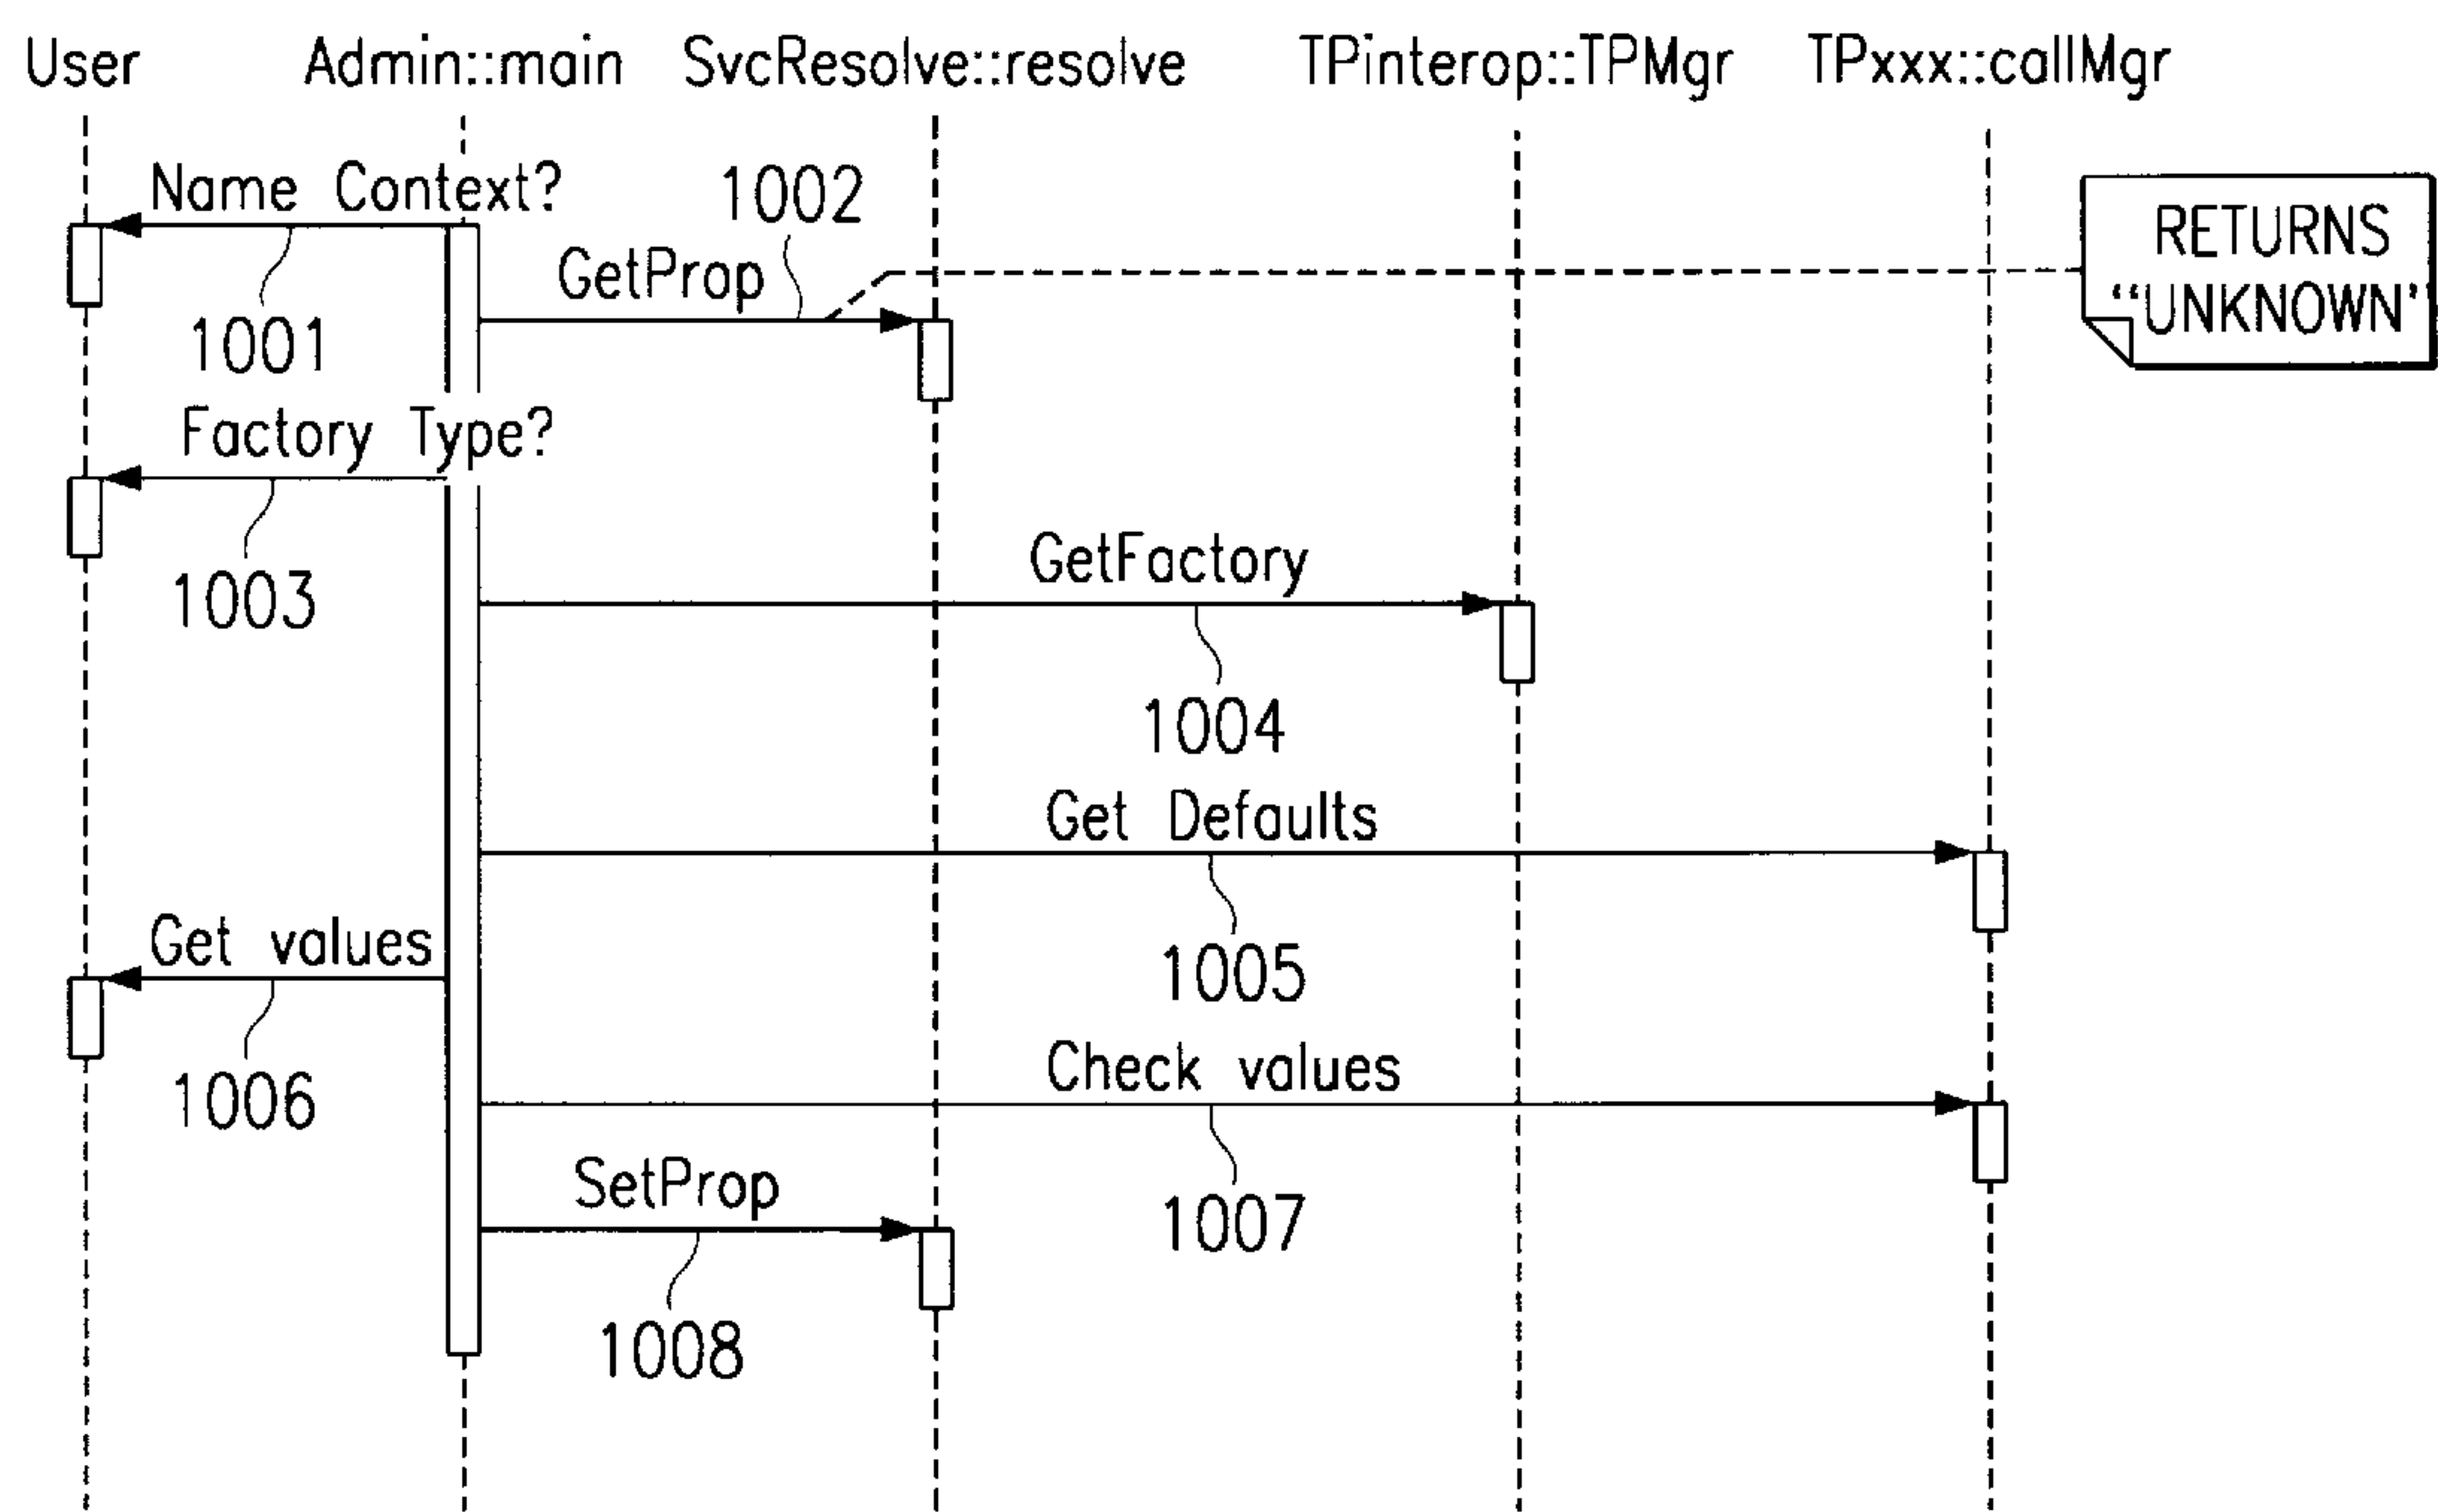 User Admin::main SvcResolve::resolve TPinterop::TPMgr TPxxx::callMgr
Name Context?
1002
RETURNS
“UNKNOWN”
GetProp
1001
Factory Type?
GetFactory
1003
1004
Get Defaults
Get values
1005
Check values
1006
SetProp
1007
1008